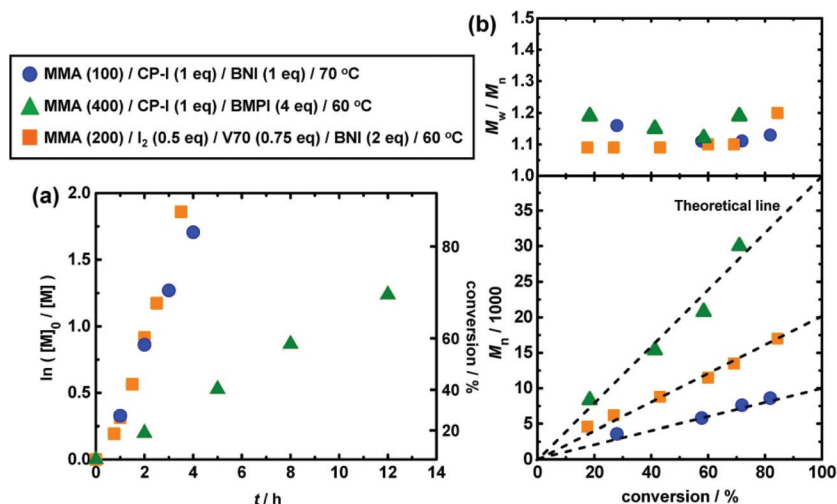 MMA (100) / CP-I (1 eq) / BNI (1 eq) / 70 °C
MMA (400) / CP-I (1 eq) / BMPI (4 eq) / 60 °C
MMA (200) / I₂ (0.5 eq) / V70 (0.75 eq) / BNI (2 eq) / 60 °C
(a)
2.0
1.5
1.0
0.5
0.0
ln ( [M]₀ / [M] )
80
60
40
20
conversion / %
0 2 4 6 8 10 12 14
t / h
(b)
1.5
1.4
1.3
1.2
1.1
1.0
Mw / Mn
Theoretical line
35
30
25
20
15
10
5
0
Mn / 1000
20 40 60 80 100
conversion / %